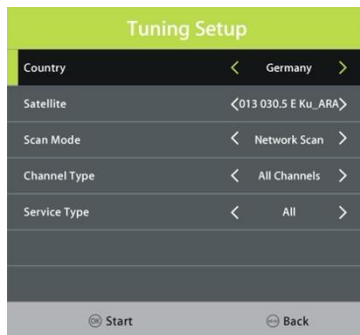 Tuning Setup
Country < Germany >
Satellite <013 030.5 E Ku_ARA>
Scan Mode < Network Scan >
Channel Type < All Channels >
Service Type < All >
OK Start Back